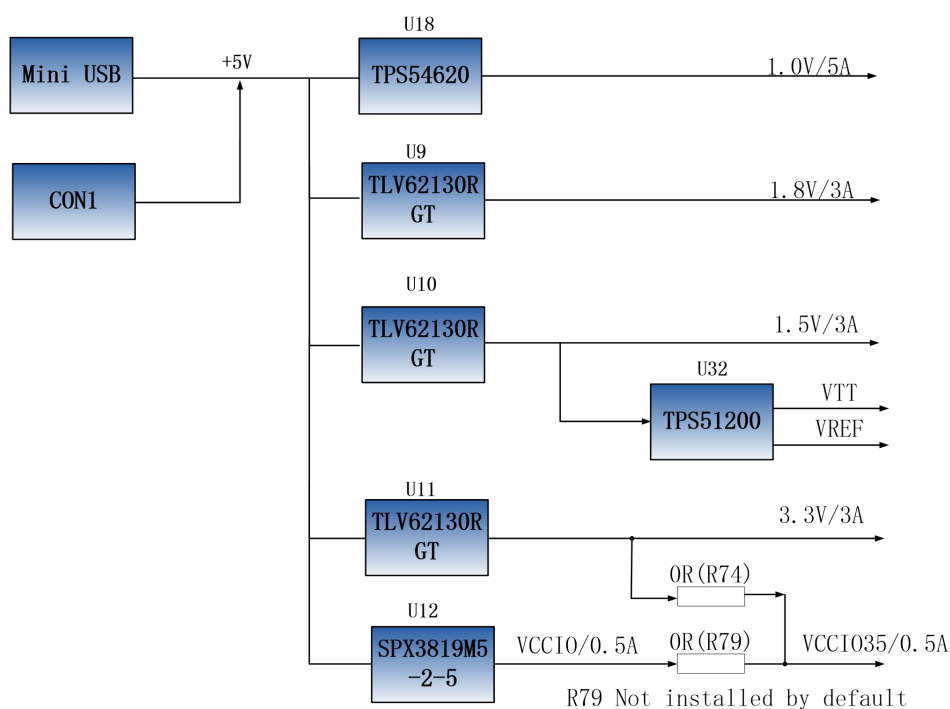 U18
Mini USB
+5V
TPS54620
1.0V/5A
U9
CON1
TLV62130R
GT
1.8V/3A
U10
TLV62130R
GT
1.5V/3A
U32
TPS51200
VTT
VREF
U11
TLV62130R
GT
3.3V/3A
0R(R74)
U12
SPX3819M5
-2-5
VCCIO/0.5A
0R(R79)
VCCIO35/0.5A
R79 Not installed by default